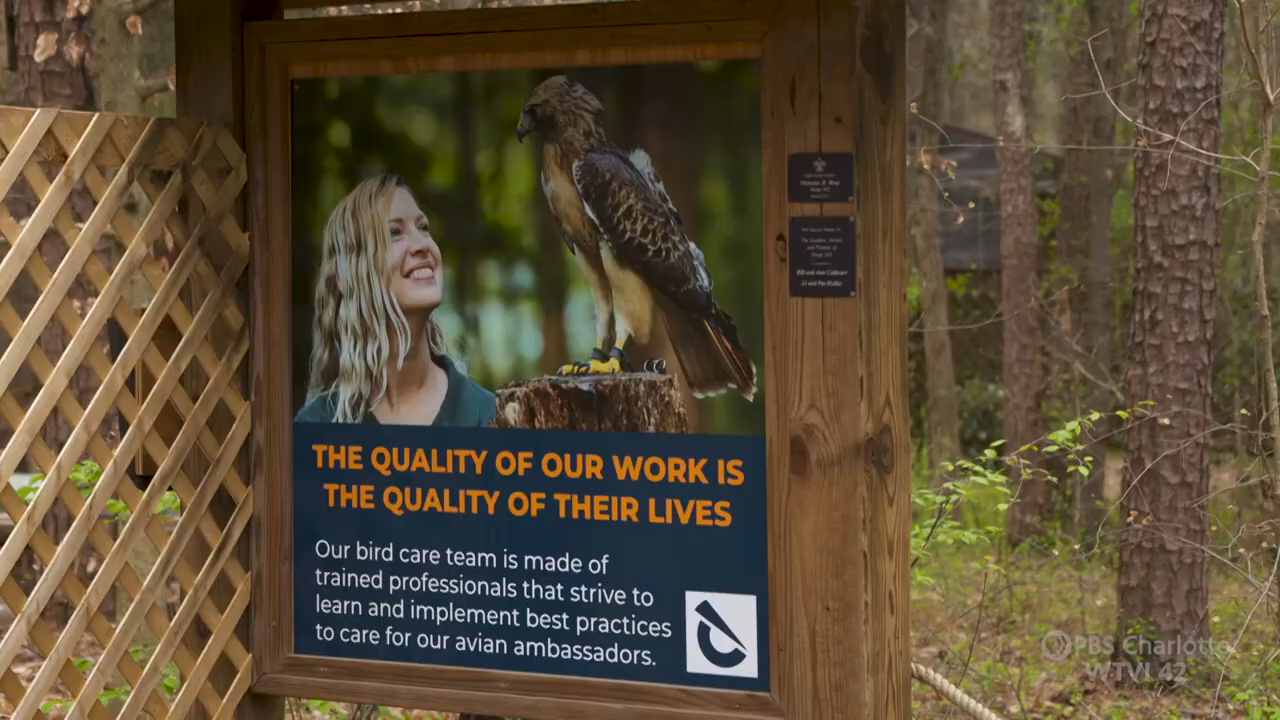 THE QUALITY OF OUR WORK IS
THE QUALITY OF THEIR LIVES
Our bird care team is made of
trained professionals that strive to
learn and implement best practices
to care for our avian ambassadors.
PBS Charlotte
WTVI 42